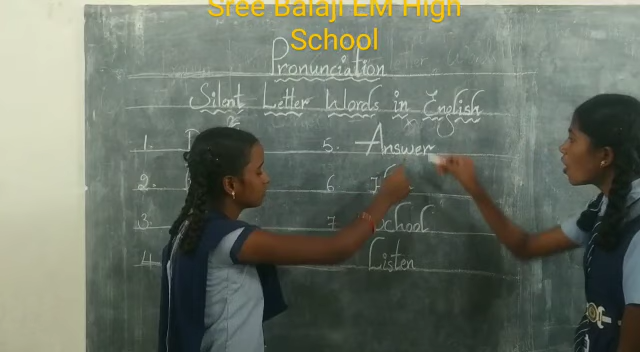 Sree Balaji EM High
School
Pronunciation
Silent Letter Words in English
1. 5. Answer
2. 6.
3. 7. School
4 Listen